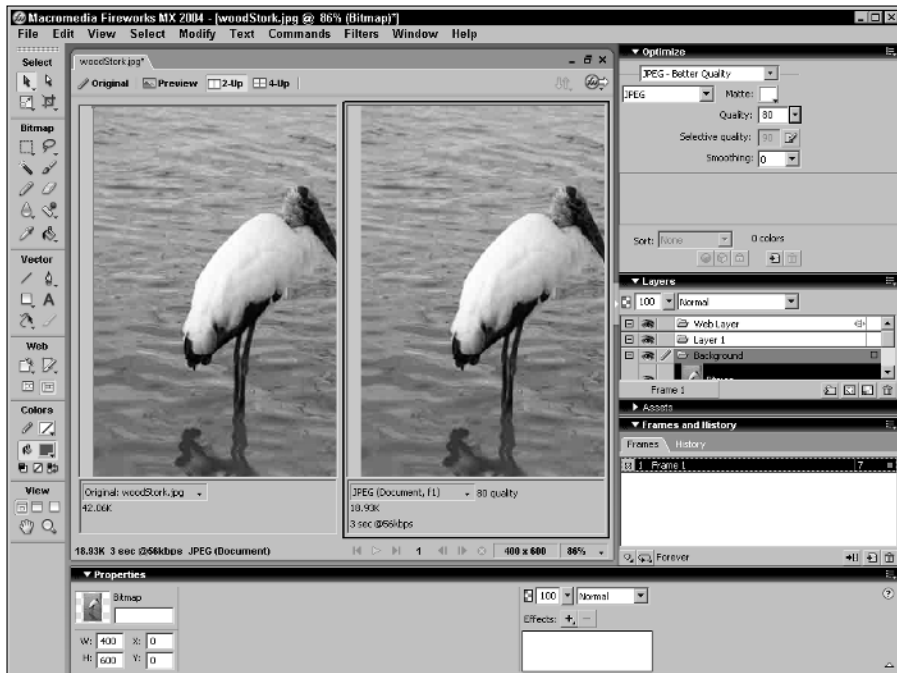 Macromedia Fireworks MX 2004 - [woodStork.jpg @ 86% (Bitmap)*]
File Edit View Select Modify Text Commands Filters Window Help
Select
Bitmap
Vector
Web
Colors
View
woodStork.jpg*
Original Preview 2-Up 4-Up
Original: woodStork.jpg
42.06K
JPEG (Document, f1) 80 quality
18.93K
3 sec @56kbps
18.93K 3 sec @56kbps JPEG (Document) 1 400 x 600 86%
Optimize
JPEG - Better Quality
JPEG Matte:
Quality: 80
Selective quality: 90
Smoothing: 0
Sort: None 0 colors
Layers
100 Normal
Web Layer
Layer 1
Background
Frame 1
Assets
Frames and History
Frames History
1 Frame 1 7
Forever
Properties
Bitmap
W: 400 X: 0
H: 600 Y: 0
100 Normal
Effects: + -